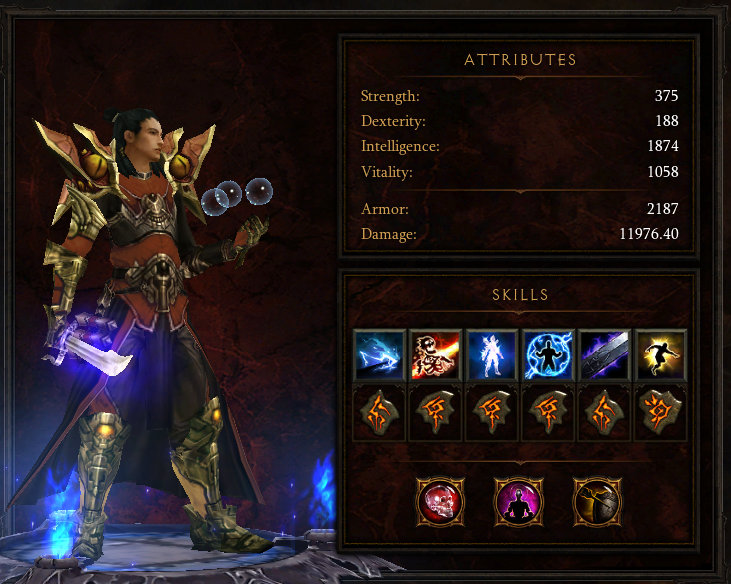 ATTRIBUTES
Strength: 375
Dexterity: 188
Intelligence: 1874
Vitality: 1058
Armor: 2187
Damage: 11976.40
SKILLS